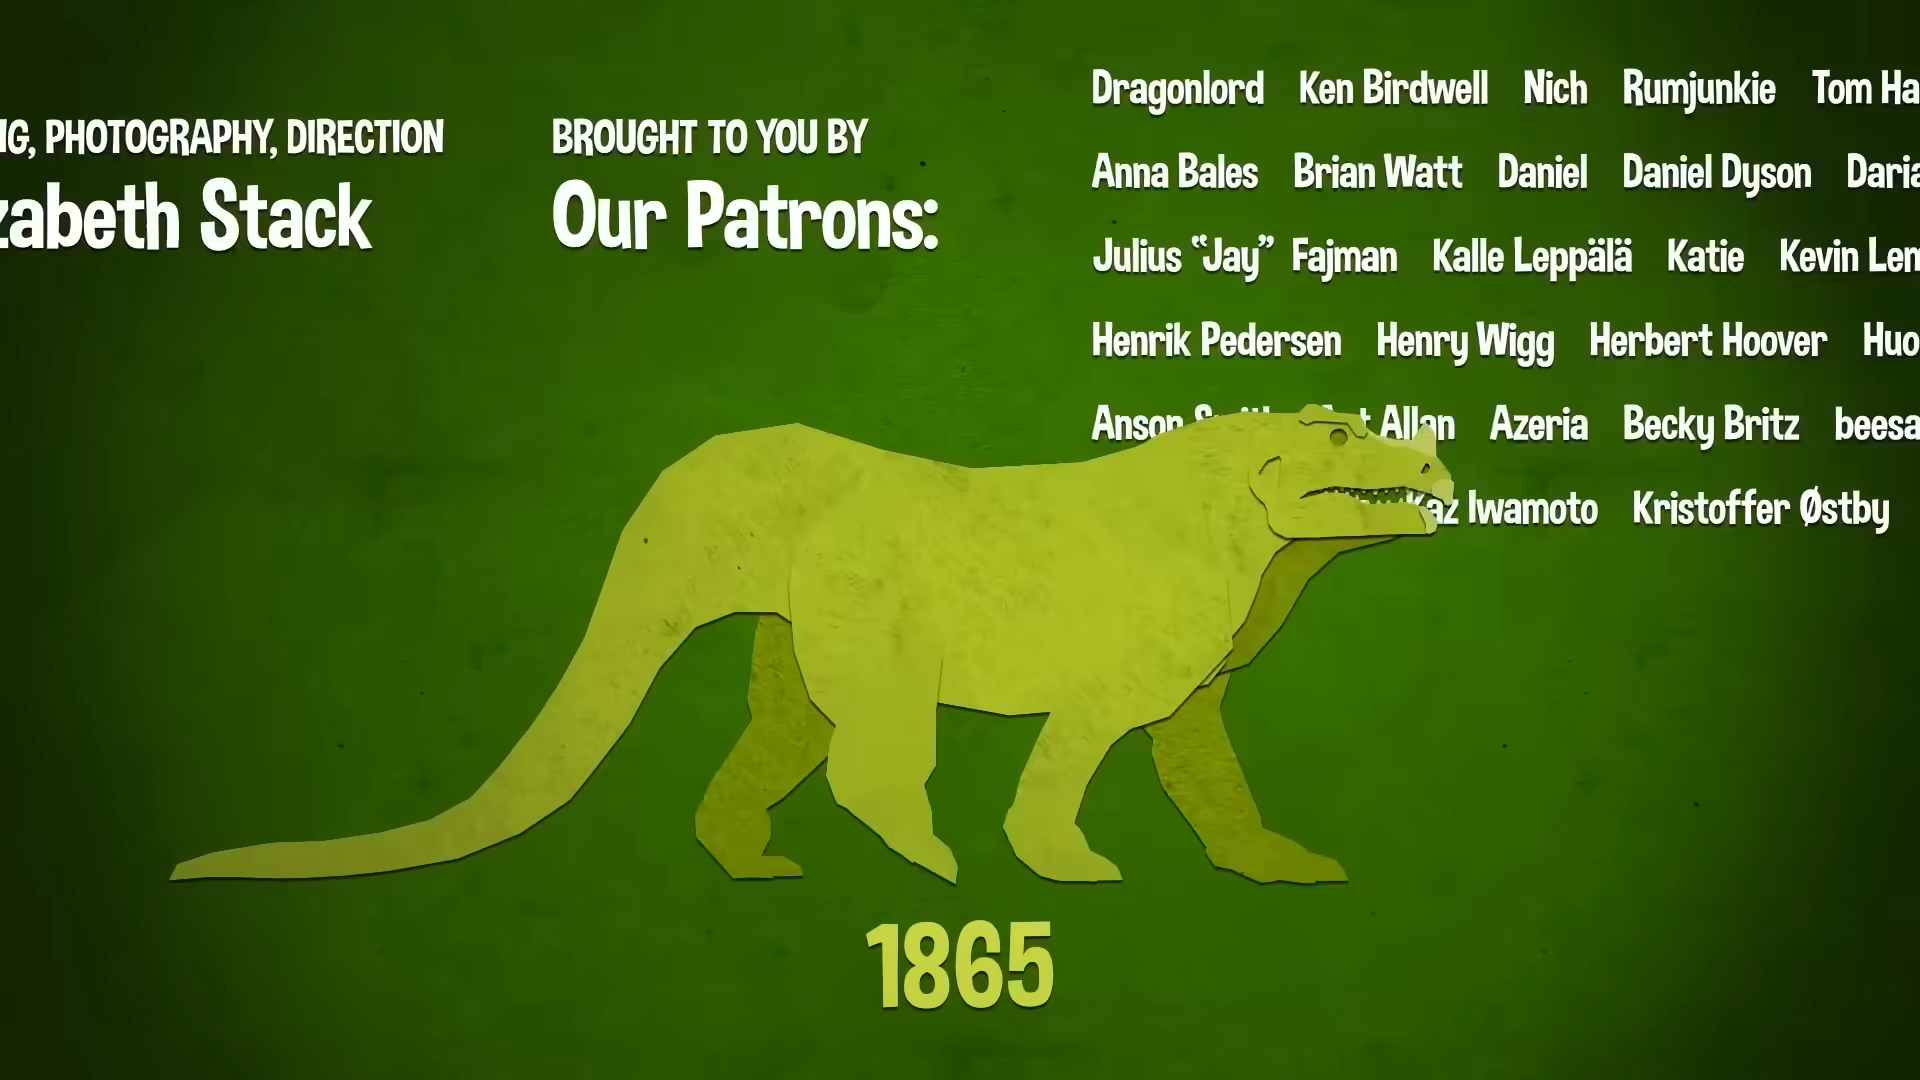 NG, PHOTOGRAPHY, DIRECTION
zabeth Stack
BROUGHT TO YOU BY
Our Patrons:
Dragonlord Ken Birdwell Nich Rumjunkie Tom Ha
Anna Bales Brian Watt Daniel Daniel Dyson Daria
Julius “Jay” Fajman Kalle Leppälä Katie Kevin Len
Henrik Pedersen Henry Wigg Herbert Hoover Huo
Anson Allan Azeria Becky Britz beesa
Iwamoto Kristoffer Østby
1865